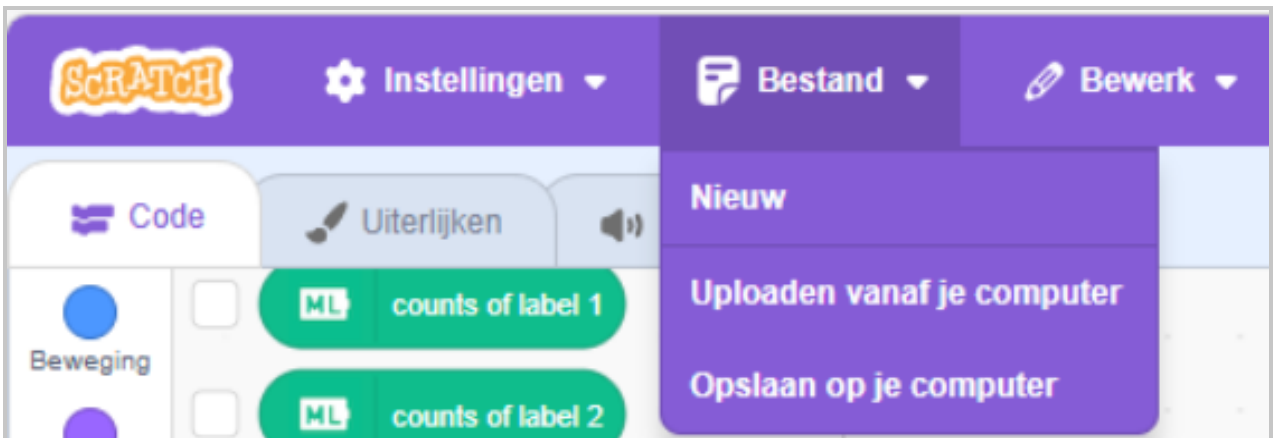 SCRATCH Instellingen Bestand Bewerk
Nieuw
Code Uiterlijken
Uploaden vanaf je computer
ML counts of label 1
Beweging
Opslaan op je computer
ML counts of label 2